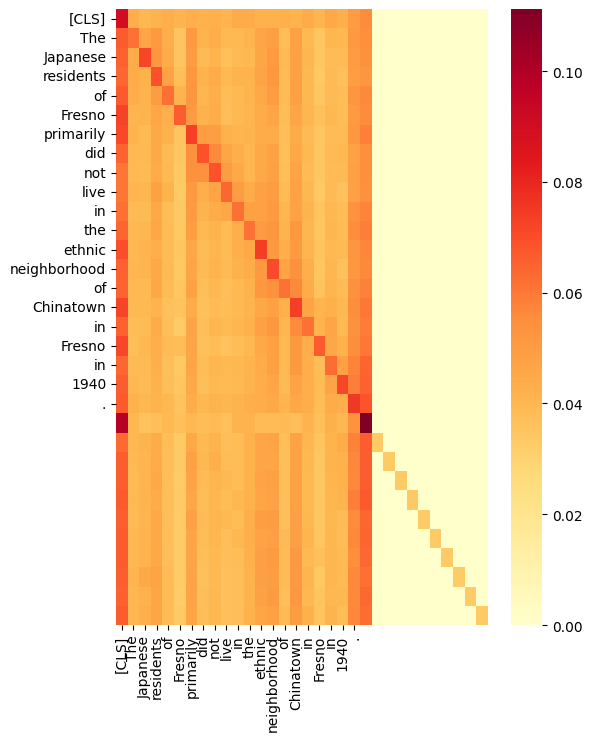 [CLS]
The
Japanese
residents
of
Fresno
primarily
did
not
live
in
the
ethnic
neighborhood
of
Chinatown
in
Fresno
in
1940
.
[CLS]
The
Japanese
residents
of
Fresno
primarily
did
not
live
in
the
ethnic
neighborhood
of
Chinatown
in
Fresno
in
1940
.
0.10
0.08
0.06
0.04
0.02
0.00